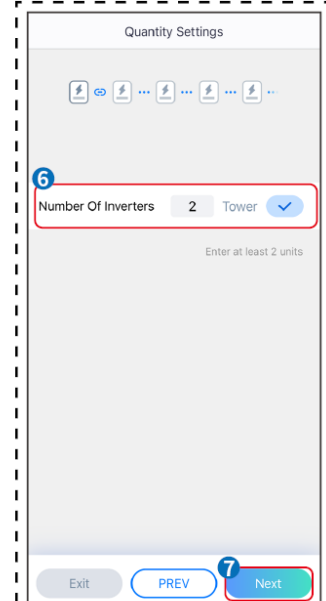 Quantity Settings
6
Number Of Inverters 2 Tower
Enter at least 2 units
7
Exit PREV Next